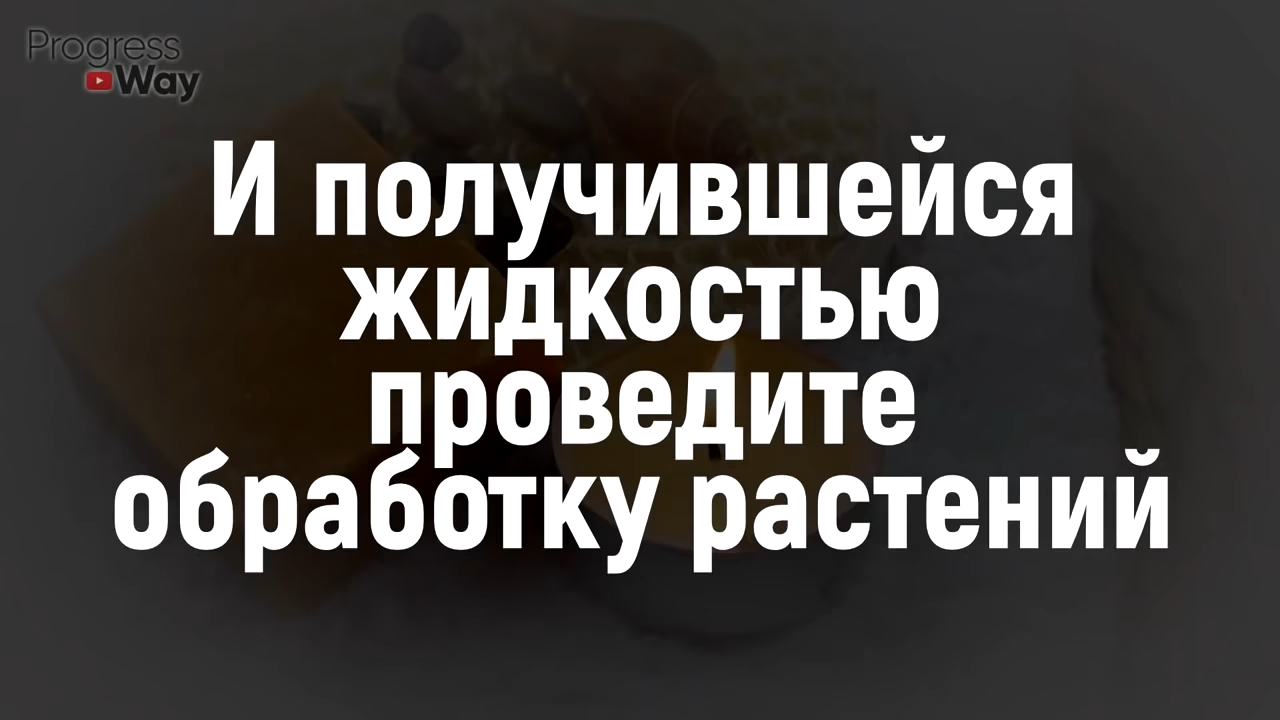 Progress
Way
И получившейся
жидкостью
проведите
обработку растений